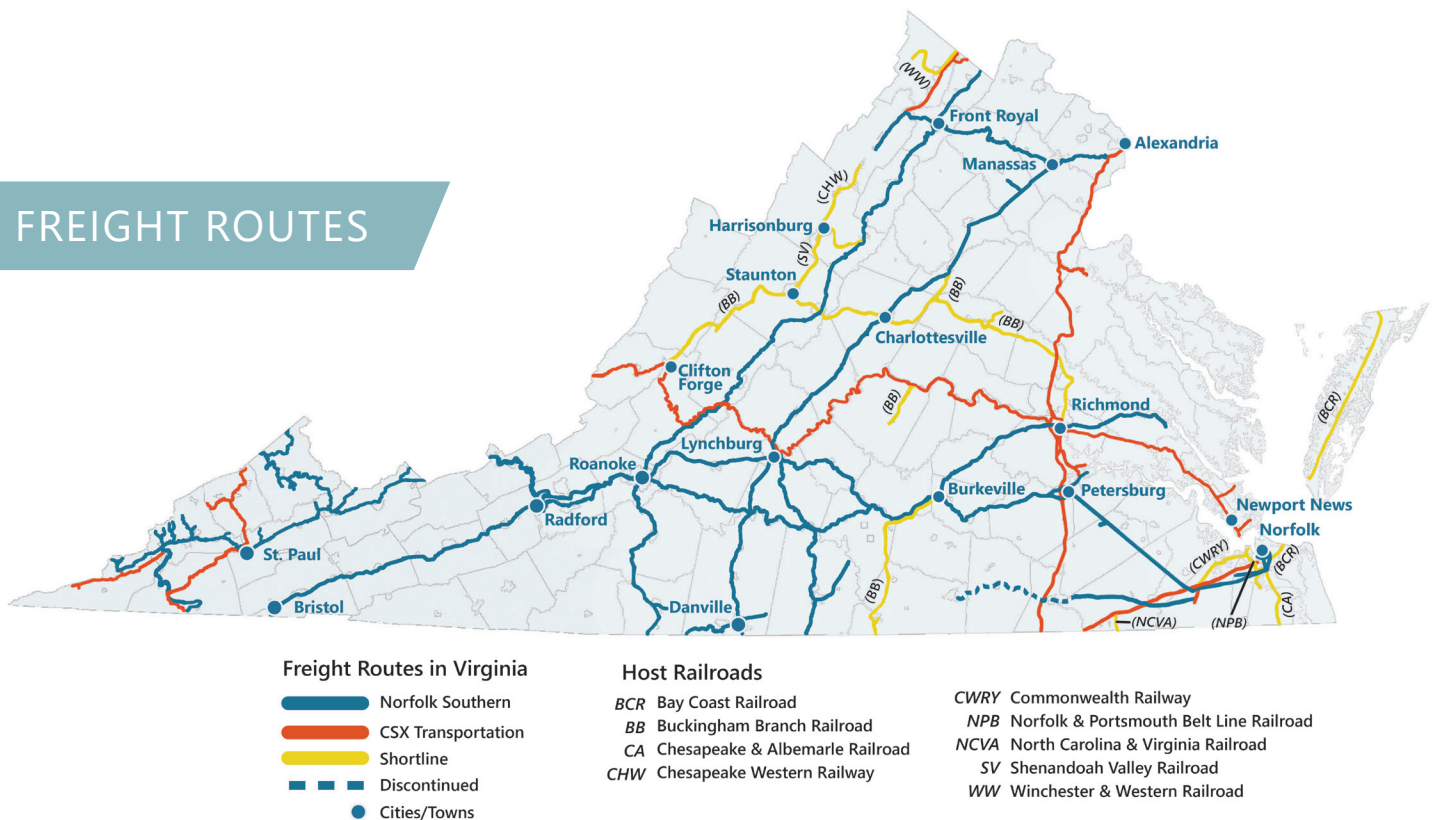 FREIGHT ROUTES
(WW)
Front Royal
Alexandria
Manassas
(CHW)
Harrisonburg
(SV)
Staunton
(BB)
(BB)
(BB)
Charlottesville
(BCR)
Clifton
Forge
(BB)
Richmond
Lynchburg
Roanoke
Burkeville
Petersburg
Newport News
Radford
Norfolk
St. Paul
(CWRY)
(BCR)
(BB)
Bristol
Danville
(CA)
(NCVA)
(NPB)
Freight Routes in Virginia
Norfolk Southern
CSX Transportation
Shortline
Discontinued
Cities/Towns
Host Railroads
BCR Bay Coast Railroad
BB Buckingham Branch Railroad
CA Chesapeake & Albemarle Railroad
CHW Chesapeake Western Railway
CWRY Commonwealth Railway
NPB Norfolk & Portsmouth Belt Line Railroad
NCVA North Carolina & Virginia Railroad
SV Shenandoah Valley Railroad
WW Winchester & Western Railroad